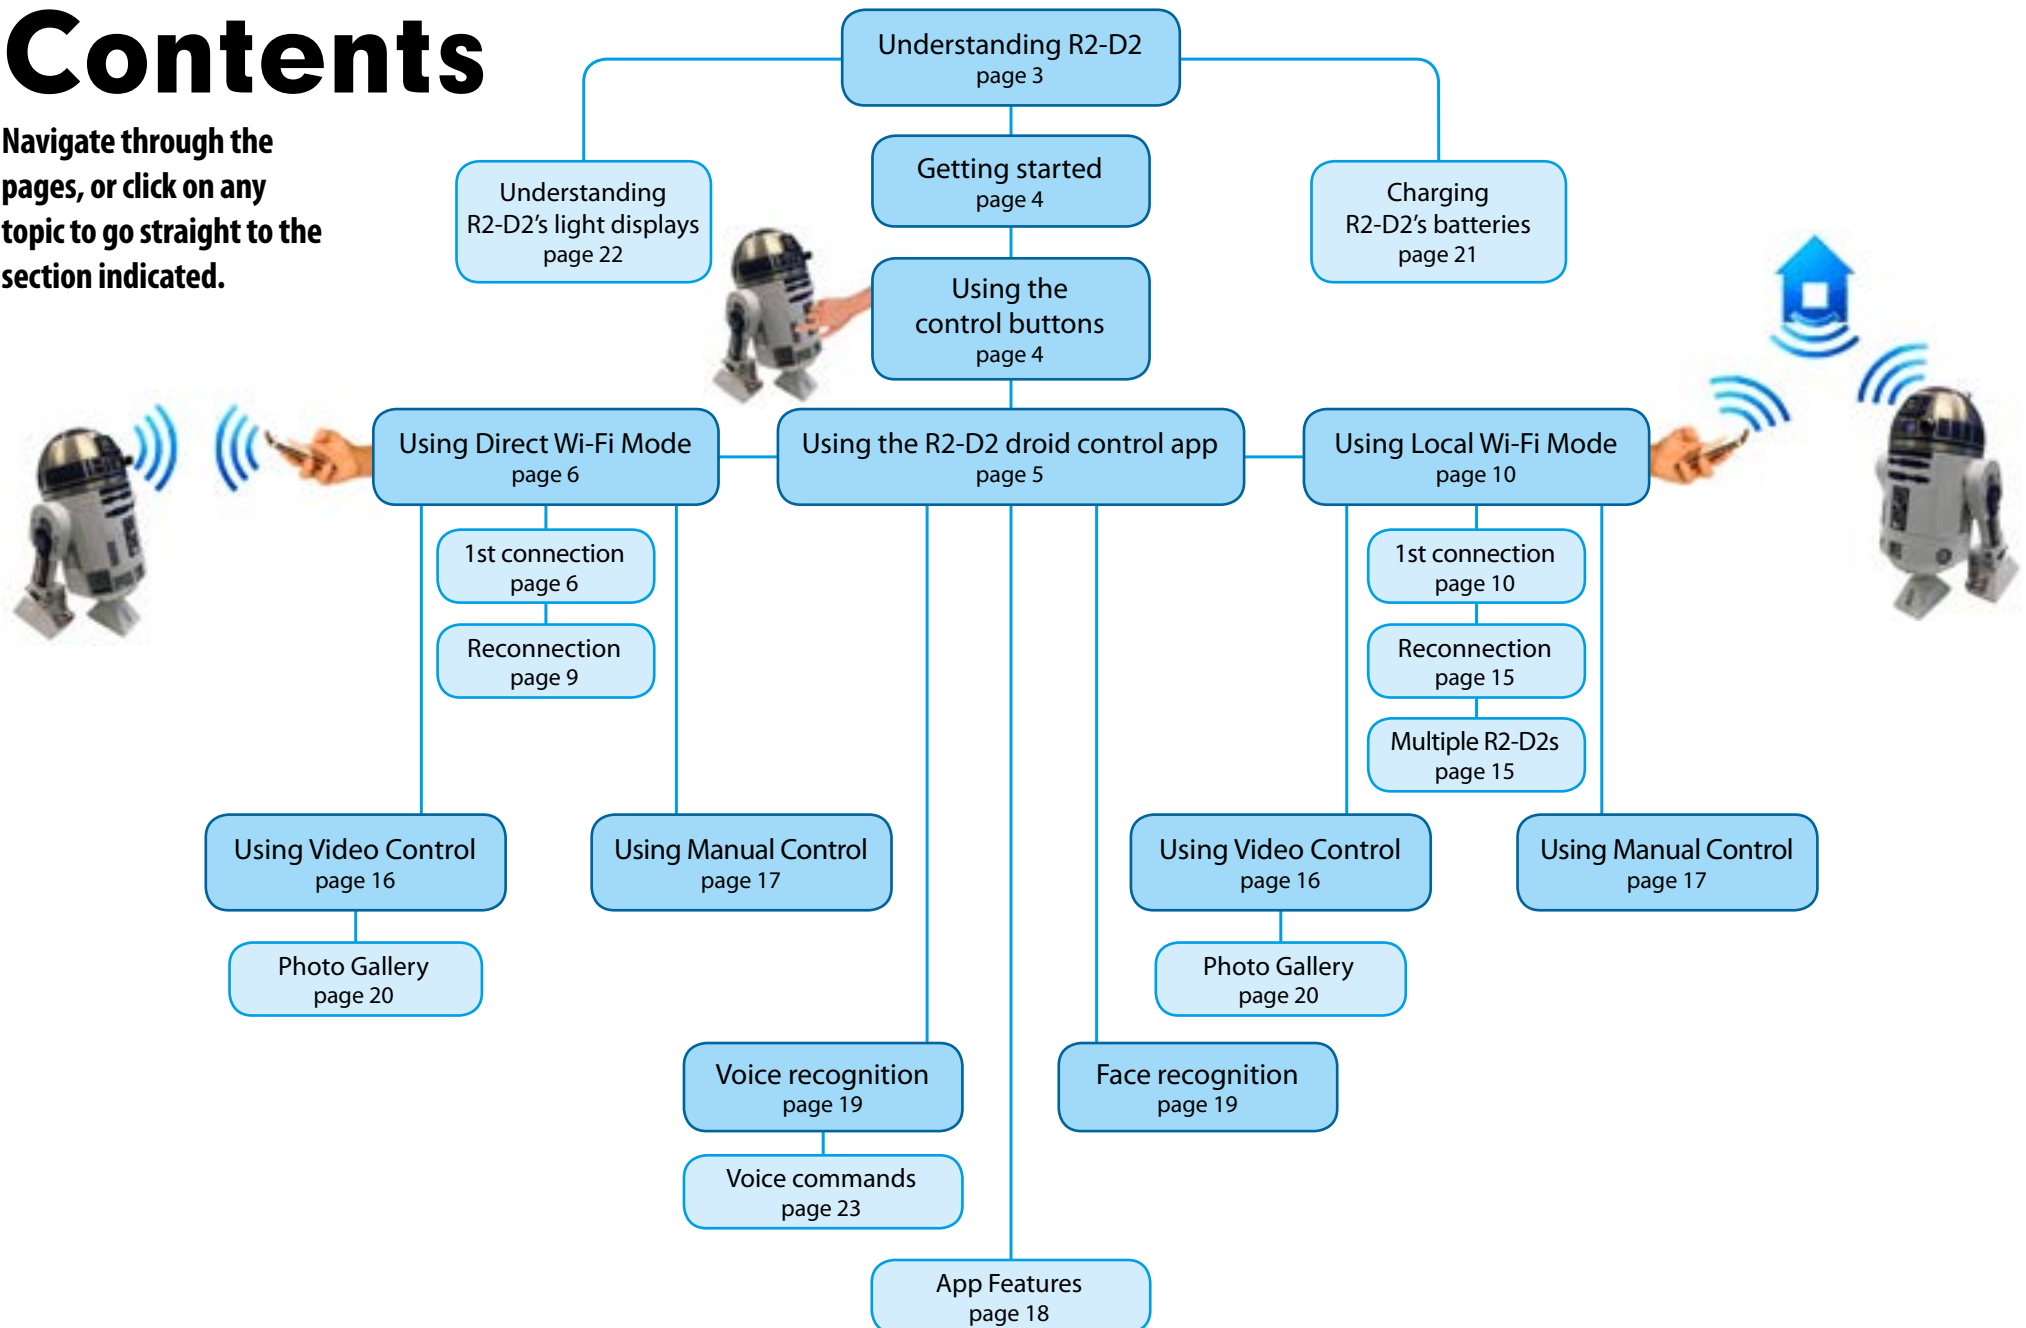 Contents
Navigate through the
pages, or click on any
topic to go straight to the
section indicated.
Understanding R2-D2
page 3
Understanding
R2-D2’s light displays
page 22
Getting started
page 4
Charging
R2-D2’s batteries
page 21
Using the
control buttons
page 4
Using Direct Wi-Fi Mode
page 6
Using the R2-D2 droid control app
page 5
Using Local Wi-Fi Mode
page 10
1st connection
page 6
Reconnection
page 9
1st connection
page 10
Reconnection
page 15
Multiple R2-D2s
page 15
Using Video Control
page 16
Using Manual Control
page 17
Using Video Control
page 16
Using Manual Control
page 17
Photo Gallery
page 20
Photo Gallery
page 20
Voice recognition
page 19
Face recognition
page 19
Voice commands
page 23
App Features
page 18